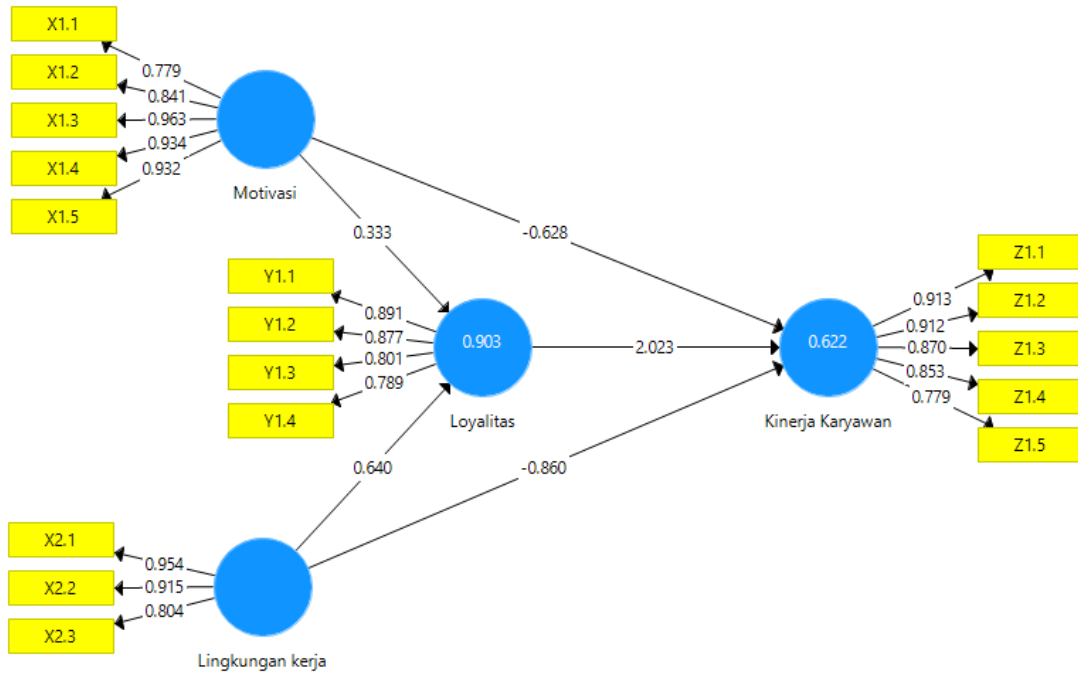 X1.1
0.779
X1.2
0.841
X1.3
0.963
X1.4
0.934
X1.5
0.932
Motivasi
0.333
-0.628
Y1.1
0.891
Y1.2
0.877
Y1.3
0.801
Y1.4
0.789
0.903
Loyalitas
2.023
0.622
Kinerja Karyawan
Z1.1
0.913
Z1.2
0.912
Z1.3
0.870
Z1.4
0.853
Z1.5
0.779
0.640
-0.860
X2.1
0.954
X2.2
0.915
X2.3
0.804
Lingkungan kerja